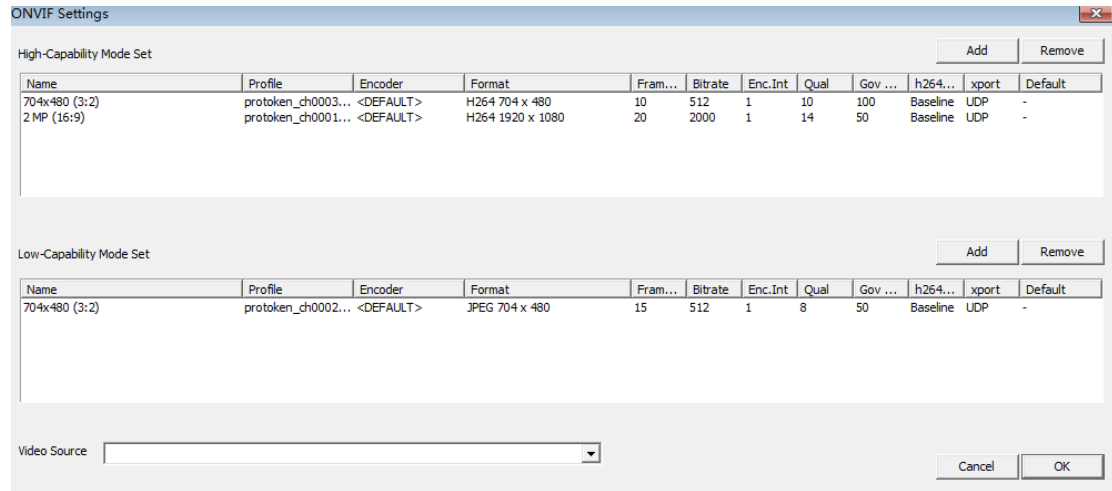 ONVIF Settings
High-Capability Mode Set
Add Remove
Name Profile Encoder Format Fram... Bitrate Enc.Int Qual Gov ... h264... xport Default
704x480 (3:2) protoken_ch0003... <DEFAULT> H264 704 x 480 10 512 1 10 100 Baseline UDP -
2 MP (16:9) protoken_ch0001... <DEFAULT> H264 1920 x 1080 20 2000 1 14 50 Baseline UDP -
Low-Capability Mode Set
Add Remove
Name Profile Encoder Format Fram... Bitrate Enc.Int Qual Gov ... h264... xport Default
704x480 (3:2) protoken_ch0002... <DEFAULT> JPEG 704 x 480 15 512 1 8 50 Baseline UDP -
Video Source
Cancel OK